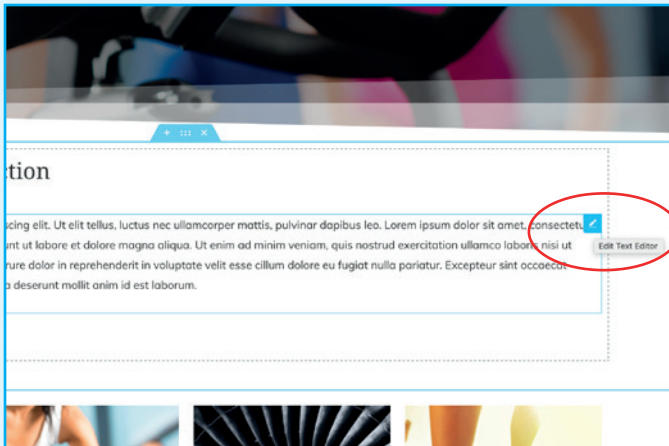 ction
scing elit. Ut elit tellus, luctus nec ullamcorper mattis, pulvinar dapibus leo. Lorem ipsum dolor sit amet, consectetu
unt ut labore et dolore magna aliqua. Ut enim ad minim veniam, quis nostrud exercitation ullamco laboris nisi ut
Edit Text Editor
rure dolor in reprehenderit in voluptate velit esse cillum dolore eu fugiat nulla pariatur. Excepteur sint occaecat
a deserunt mollit anim id est laborum.